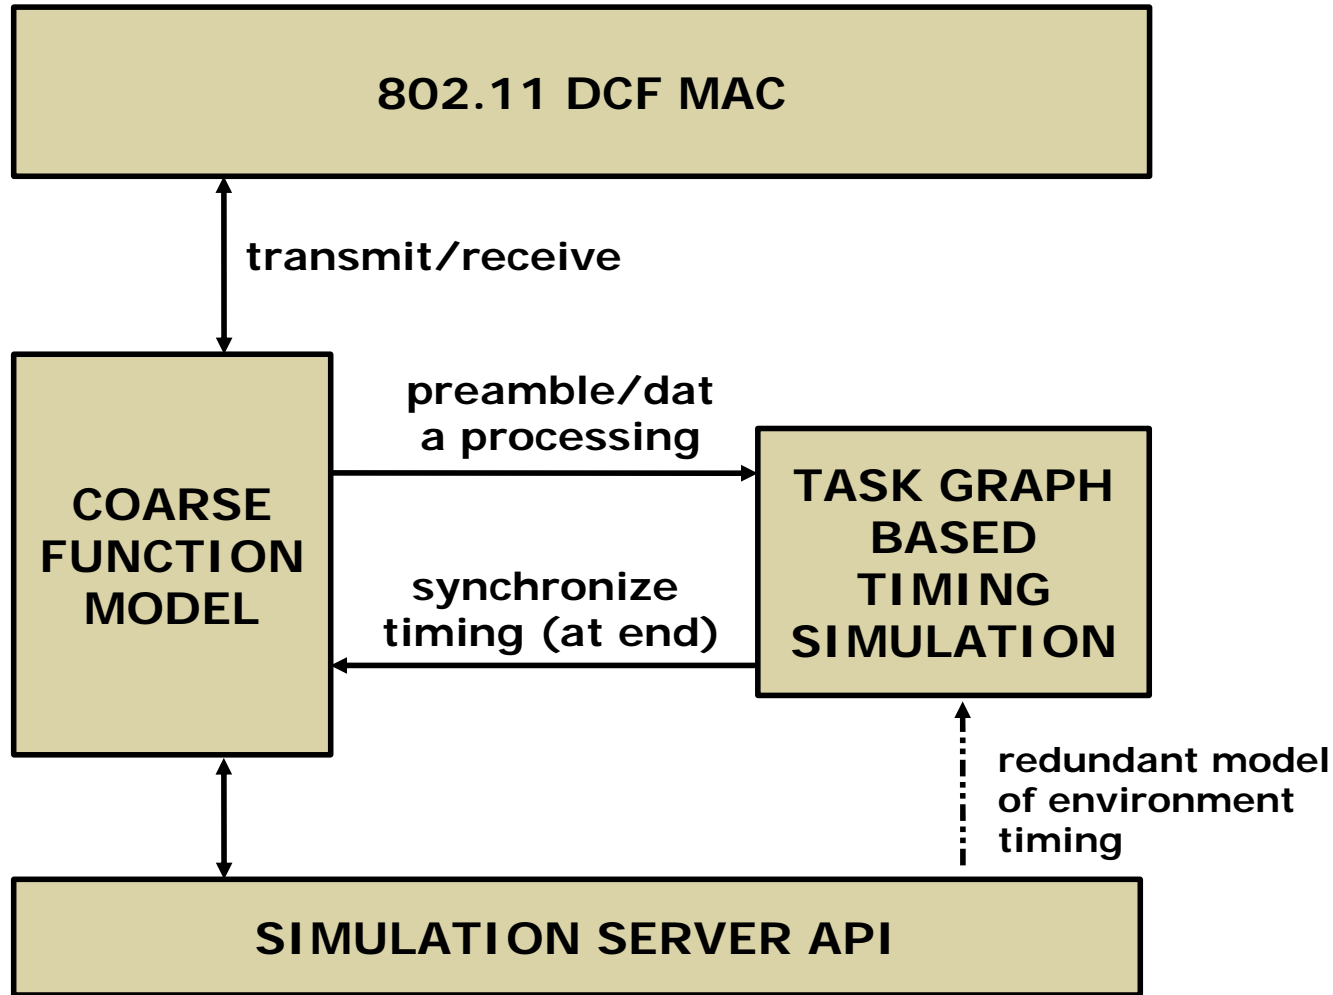 802.11 DCF MAC
transmit/receive
preamble/dat
a processing
COARSE
FUNCTION
MODEL
TASK GRAPH
BASED
TIMING
SIMULATION
synchronize
timing (at end)
redundant model
of environment
timing
SIMULATION SERVER API